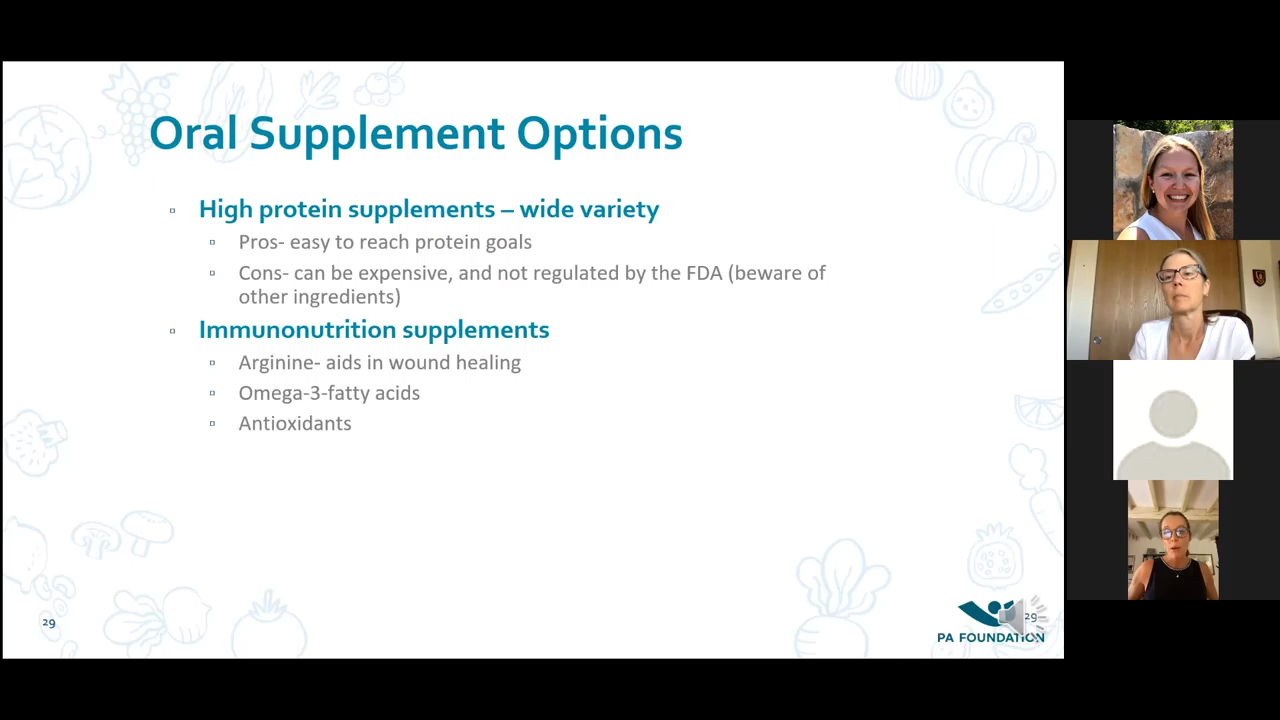 Oral Supplement Options
High protein supplements – wide variety
Pros- easy to reach protein goals
Cons- can be expensive, and not regulated by the FDA (beware of
other ingredients)
Immunonutrition supplements
Arginine- aids in wound healing
Omega-3-fatty acids
Antioxidants
29
29
PA FOUNDATION